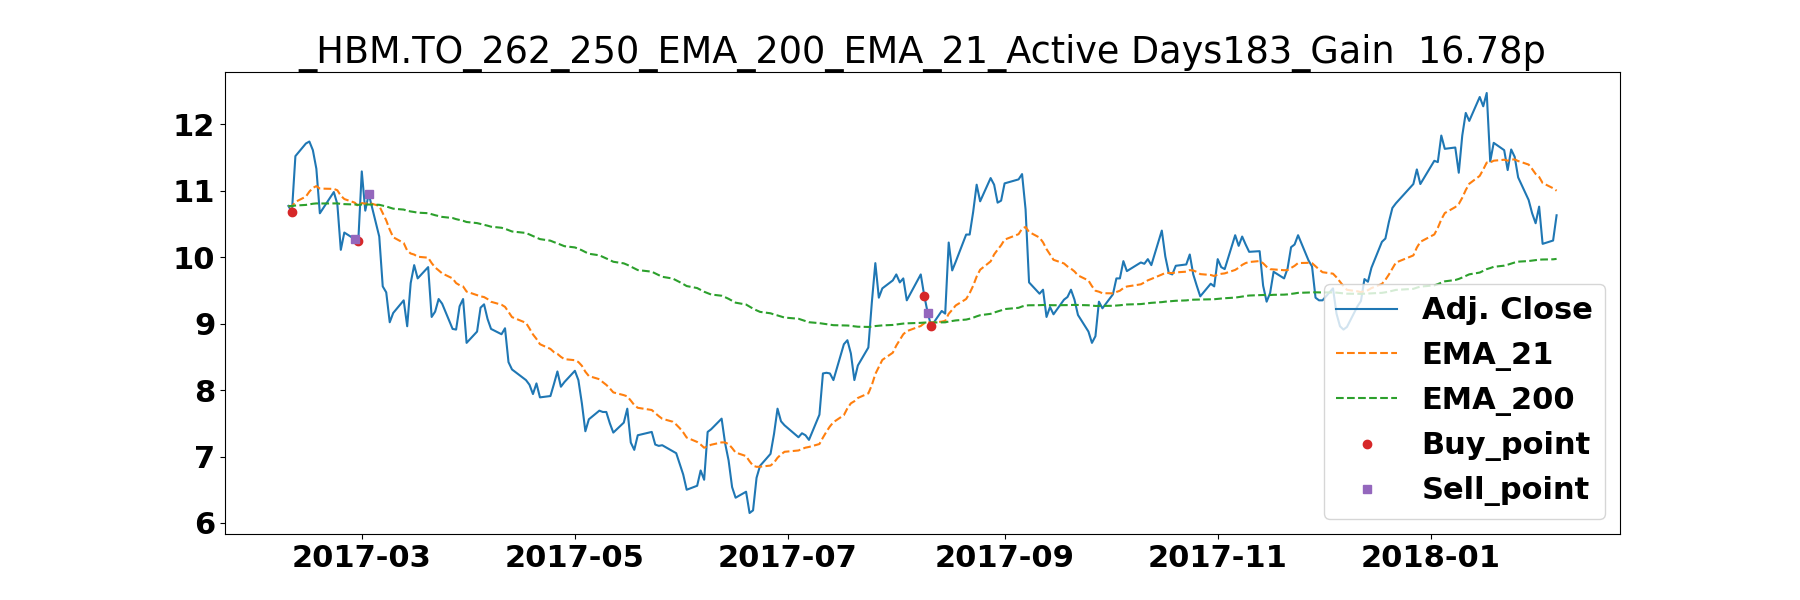 _HBM.TO_262_250_EMA_200_EMA_21_Active Days183_Gain  16.78p
12
11
10
9
8
7
6
Adj. Close
EMA_21
EMA_200
Buy_point
Sell_point
2017-03 2017-05 2017-07 2017-09 2017-11 2018-01